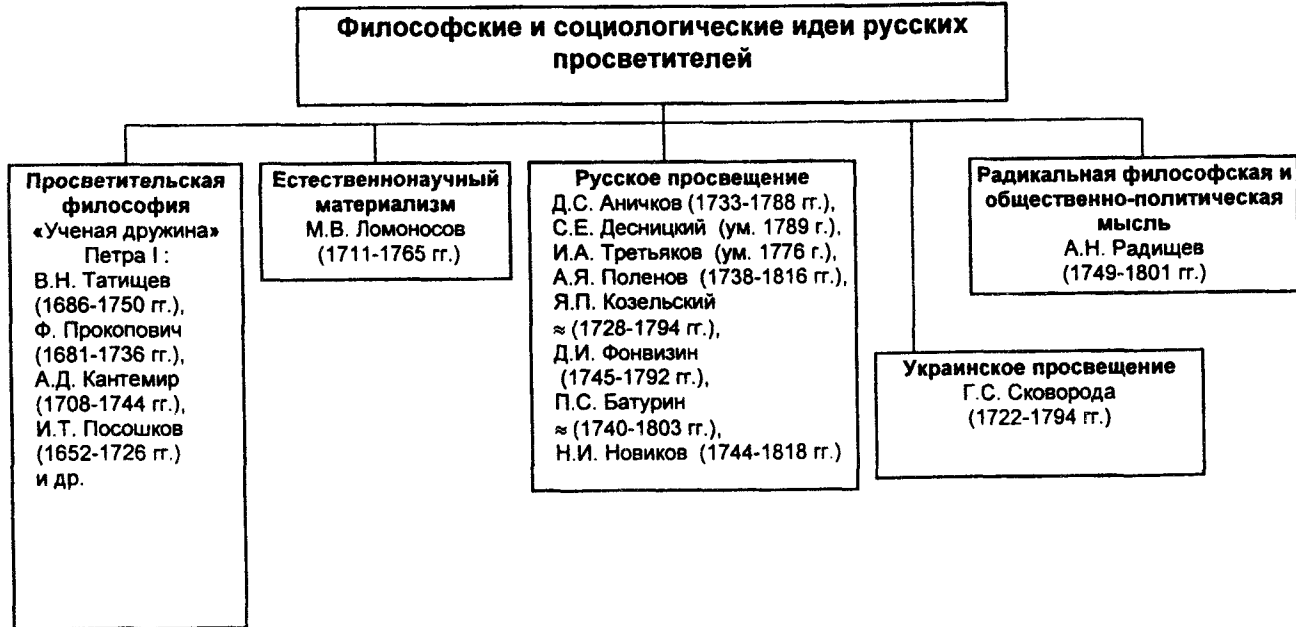 Философские и социологические идеи русских
просветителей
Просветительская
философия
«Ученая дружина»
Петра I :
В.Н. Татищев
(1686-1750 гг.),
Ф. Прокопович
(1681-1736 гг.),
А.Д. Кантемир
(1708-1744 гг.),
И.Т. Посошков
(1652-1726 гг.)
и др.
Естественнонаучный
материализм
М.В. Ломоносов
(1711-1765 гг.)
Русское просвещение
Д.С. Аничков (1733-1788 гг.),
С.Е. Десницкий (ум. 1789 г.),
И.А. Третьяков (ум. 1776 г.),
А.Я. Поленов (1738-1816 гг.),
Я.П. Козельский
≈ (1728-1794 гг.),
Д.И. Фонвизин
(1745-1792 гг.),
П.С. Батурин
≈ (1740-1803 гг.),
Н.И. Новиков (1744-1818 гг.)
Украинское просвещение
Г.С. Сковорода
(1722-1794 гг.)
Радикальная философская и
общественно-политическая
мысль
А.Н. Радищев
(1749-1801 гг.)